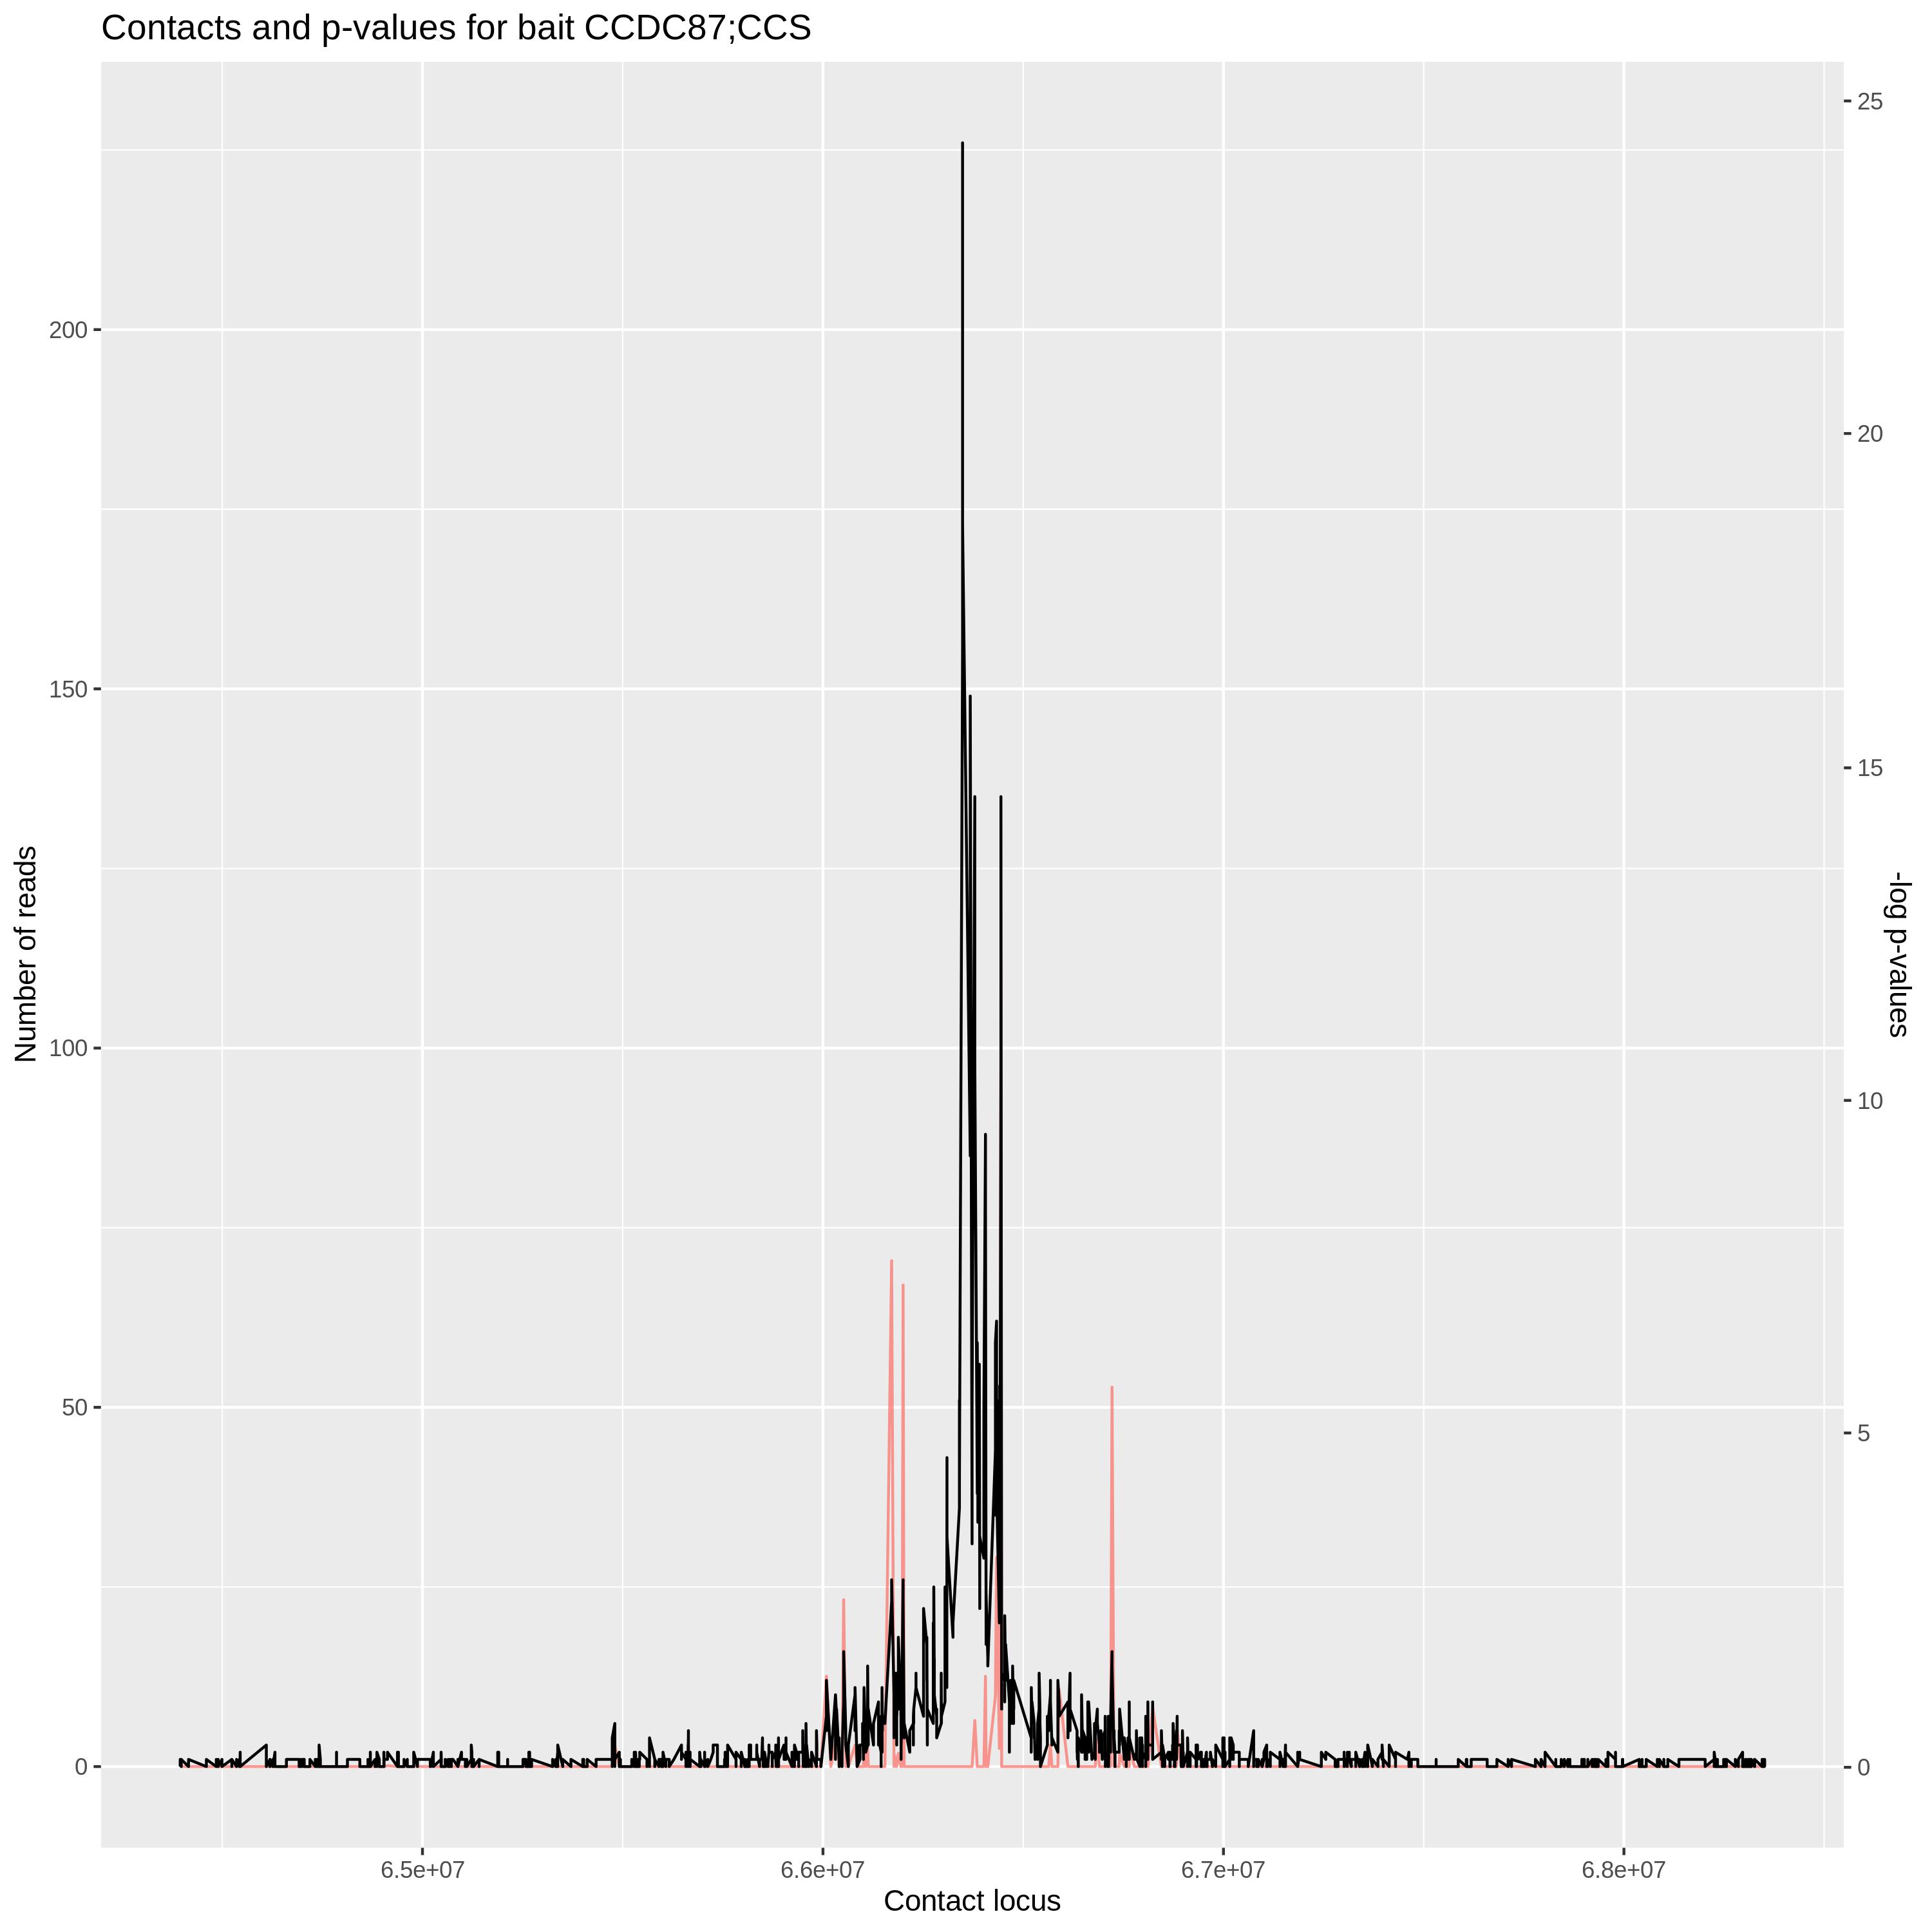 Contacts and p-values for bait CCDC87;CCS
Number of reads
200
150
100
50
0
25
20
15
10
5
0
-log p-values
6.5e+07
6.6e+07
6.7e+07
6.8e+07
Contact locus